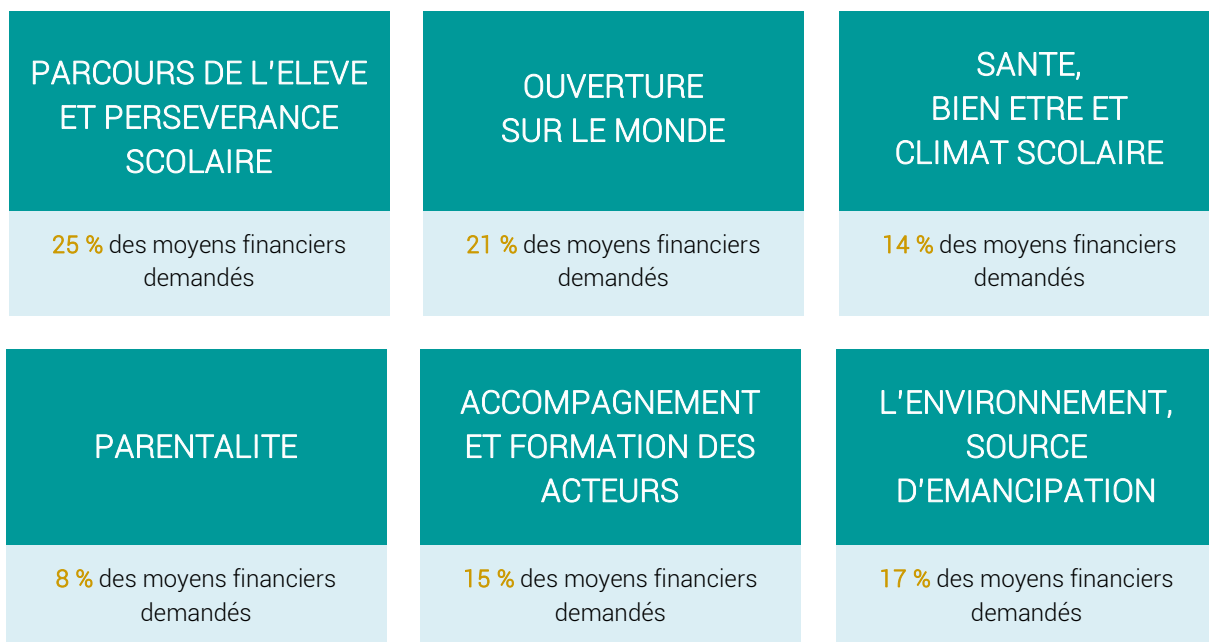 PARCOURS DE L'ELEVE
ET PERSEVERANCE
SCOLAIRE
25 % des moyens financiers
demandés
OUVERTURE
SUR LE MONDE
21 % des moyens financiers
demandés
SANTE,
BIEN ETRE ET
CLIMAT SCOLAIRE
14 % des moyens financiers
demandés
PARENTALITE
8 % des moyens financiers
demandés
ACCOMPAGNEMENT
ET FORMATION DES
ACTEURS
15 % des moyens financiers
demandés
L'ENVIRONNEMENT,
SOURCE
D'EMANCIPATION
17 % des moyens financiers
demandés